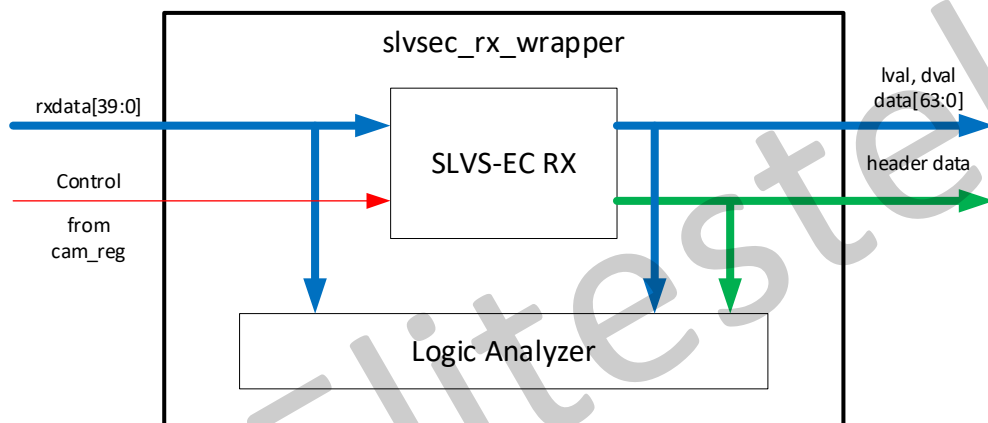 slvsec_rx_wrapper
rxdata[39:0]
Control
from
cam_reg
SLVS-EC RX
lval, dval
data[63:0]
header data
Logic Analyzer